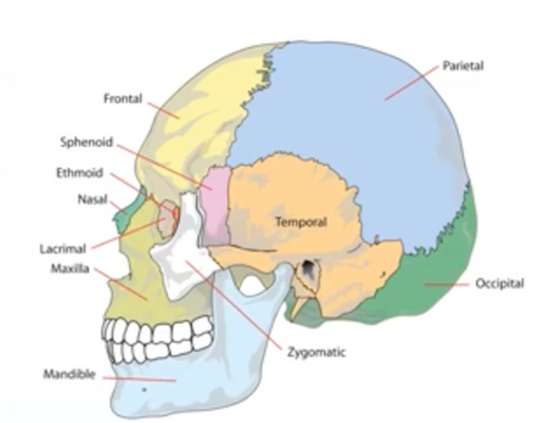 Parietal
Frontal
Sphenoid
Ethmoid
Nasal
Temporal
Lacrimal
Maxilla
Occipital
Zygomatic
Mandible